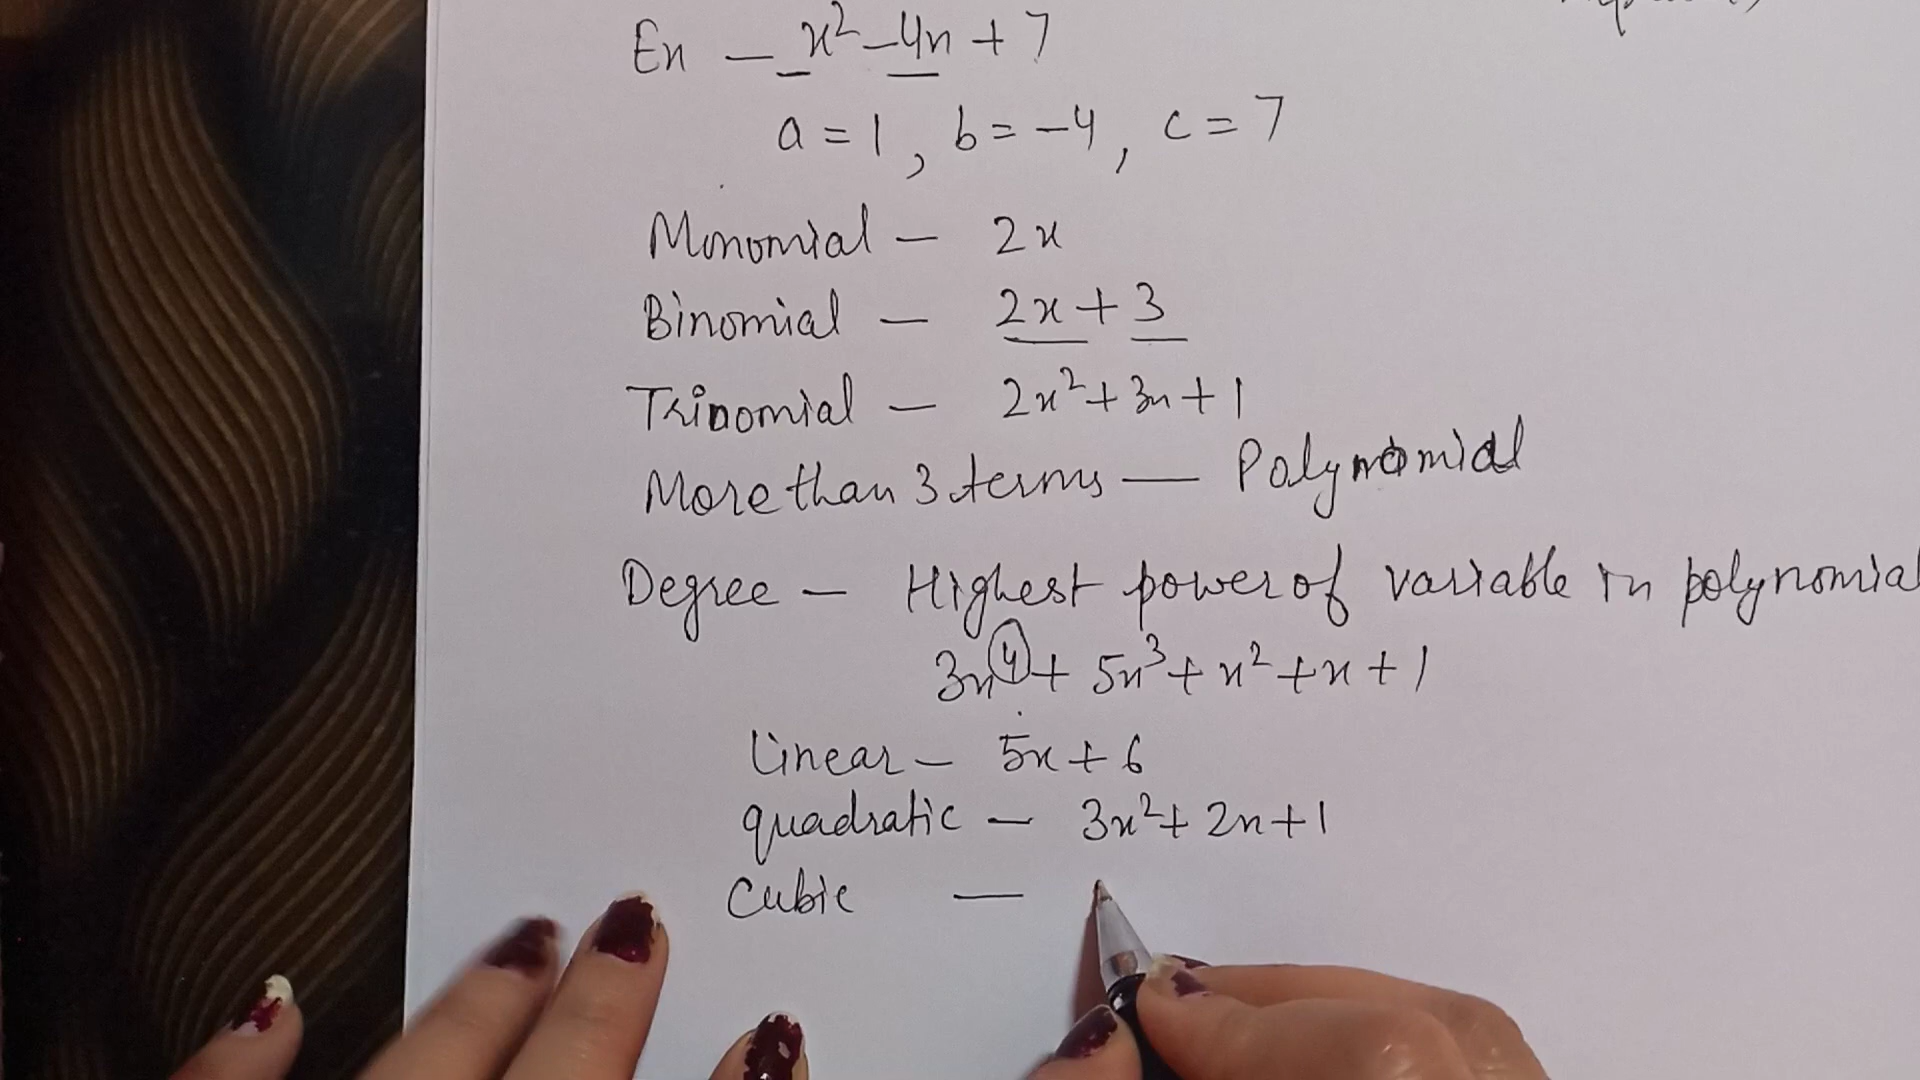 Ex – x² – 4x + 7
a = 1, b = -4, c = 7
Monomial – 2x
Binomial – 2x + 3
Trinomial – 2x² + 3x + 1
More than 3 terms – Polynomial
Degree – Highest power of variable in polynomial
3x⁴ + 5x³ + x² + x + 1
linear – 5x + 6
quadratic – 3x² + 2x + 1
Cubic –